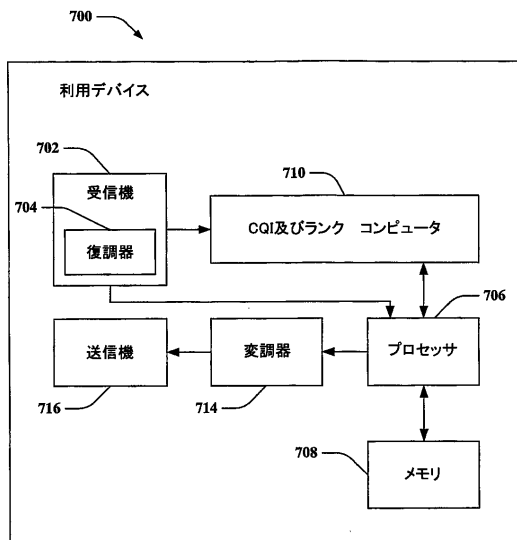 700
利用デバイス
702
受信機
704
復調器
710
CQI及びランク コンピュータ
706
プロセッサ
送信機
716
変調器
714
708
メモリ